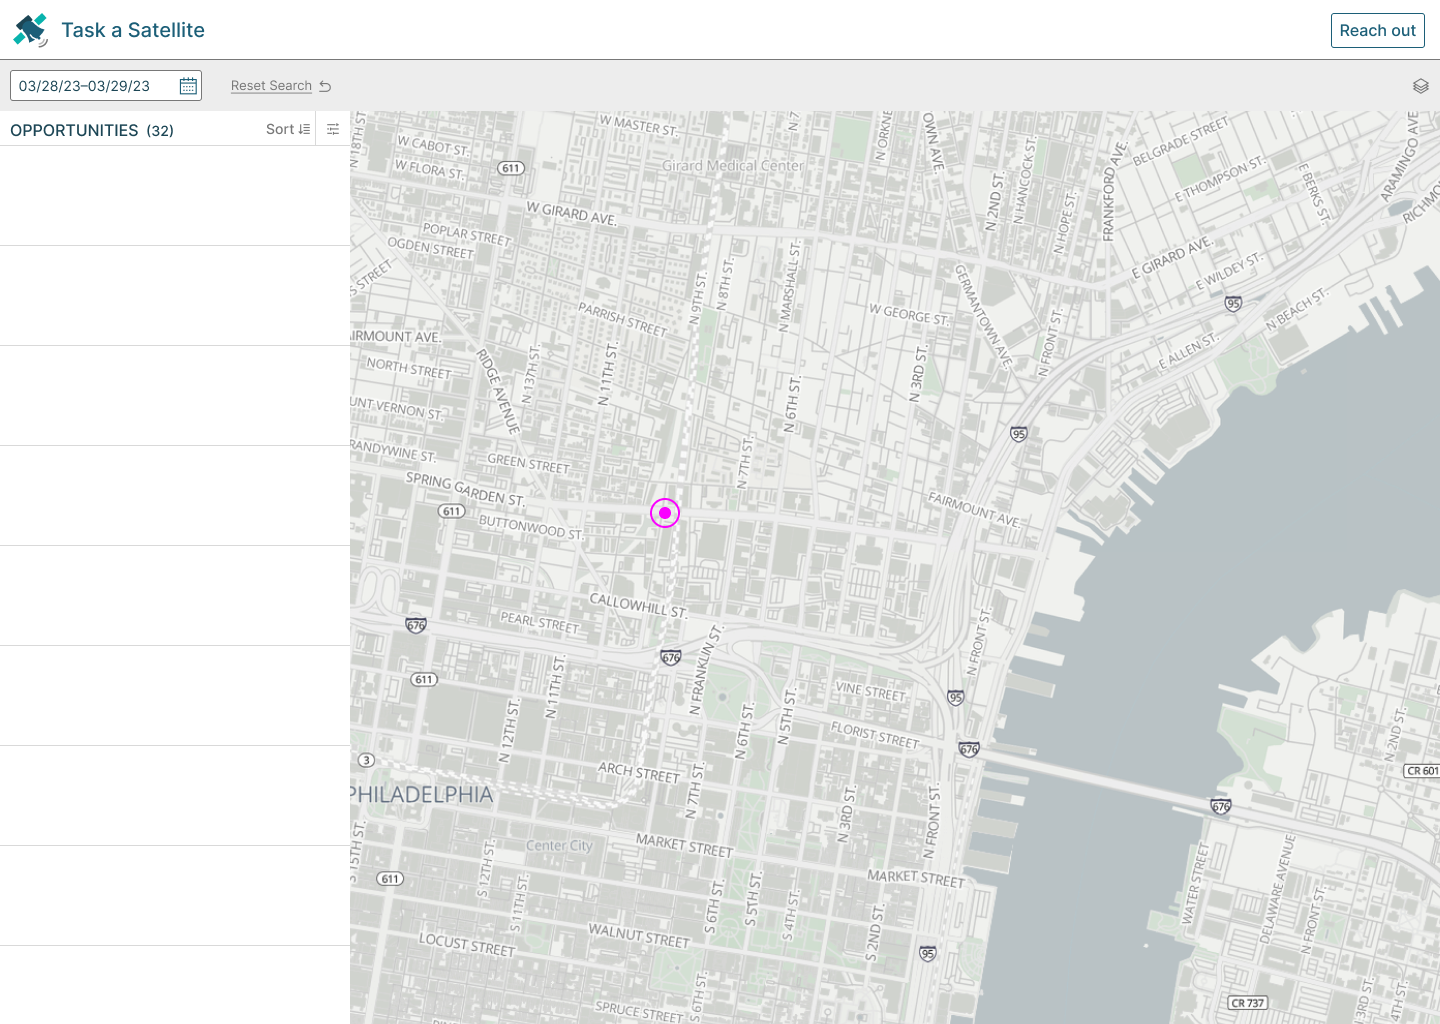 Task a Satellite
Reach out
03/28/23–03/29/23
Reset Search
OPPORTUNITIES (32)
Sort
N 18TH ST.
W CABOT ST.
W FLORA ST.
611
W MASTER ST.
Girard Medical Center
N 7
N ORKNE
OWN AVE.
N HANCOCK ST.
N 2ND ST.
N HOPE ST.
FRANKFORD AVE.
BELGRADE STREET
E THOMPSON ST.
E BERKS ST.
ARAMINGO AVE
RICHMO
W GIRARD AVE.
POPLAR STREET
OGDEN STREET
S STREET
E GIRARD AVE.
E WILDEY ST.
N BEACH ST.
95
E ALLEN ST.
N 9TH ST.
N 8TH ST.
N MARSHALL ST.
W GEORGE ST.
GERMANTOWN AVE.
N FRONT ST.
PARRISH STREET
IRMOUNT AVE.
NORTH STREET
RIDGE AVENUE
N 13TH ST.
N 11TH ST.
N 6TH ST.
N 3RD ST.
UNT VERNON ST.
95
RANDYWINE ST.
GREEN STREET
N 7TH ST.
SPRING GARDEN ST.
611
BUTTONWOOD ST.
FAIRMOUNT AVE.
CALLOWHILL ST.
PEARL STREET
676
676
N FRANKLIN ST.
N FRONT ST.
611
N 11TH ST.
N 12TH ST.
VINE STREET
95
N 6TH ST.
N 5TH ST.
FLORIST STREET
676
N 2ND ST.
3
ARCH STREET
CR 601
PHILADELPHIA
N 7TH ST.
N 3RD ST.
N FRONT ST.
676
Center City
MARKET STREET
MARKET STREET
S 15TH ST.
611
S 12TH ST.
S 11TH ST.
S 6TH ST.
S 5TH ST.
S 4TH ST.
S 2ND ST.
WATER STREET
DELAWARE AVENUE
N FRONT ST.
LOCUST STREET
WALNUT STREET
95
SPRUCE STREET
S 6TH ST.
CR 737
S 3RD ST.
4TH ST.